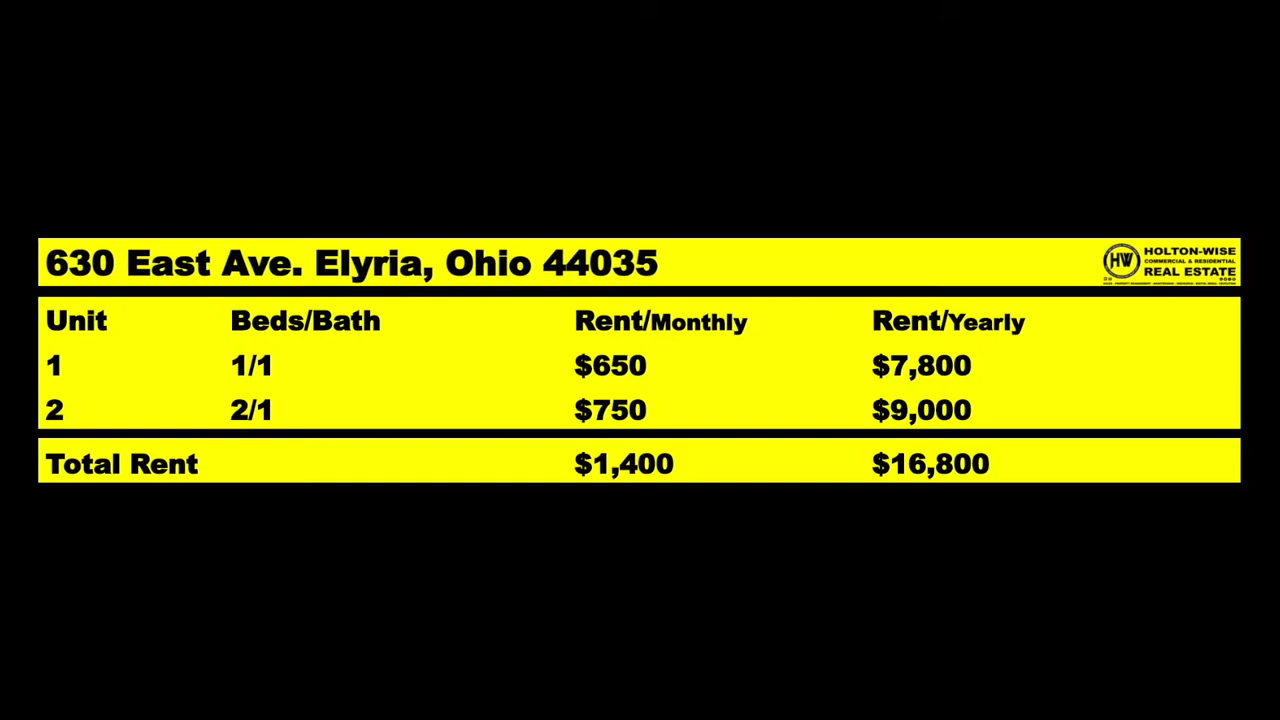 630 East Ave. Elyria, Ohio 44035
HW
HOLTON-WISE
COMMERCIAL & RESIDENTIAL
REAL ESTATE
Unit Beds/Bath Rent/Monthly Rent/Yearly
1 1/1 $650 $7,800
2 2/1 $750 $9,000
Total Rent $1,400 $16,800